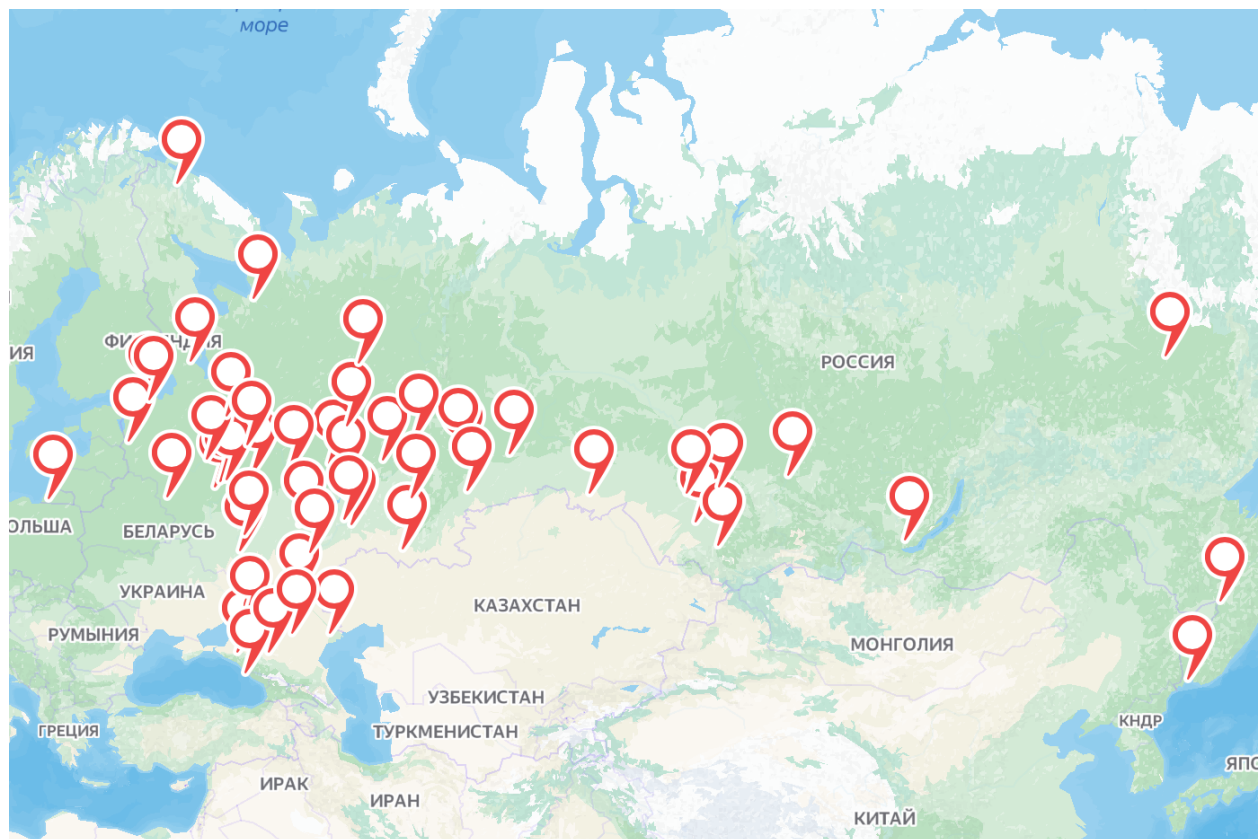 море
ФИНЛЯНДИЯ
ИЯ
РОССИЯ
ОЛЬША
БЕЛАРУСЬ
УКРАИНА
КАЗАХСТАН
РУМЫНИЯ
МОНГОЛИЯ
УЗБЕКИСТАН
ГРЕЦИЯ
ТУРКМЕНИСТАН
КНДР
ЯПО
ИРАК
ИРАН
КИТАЙ